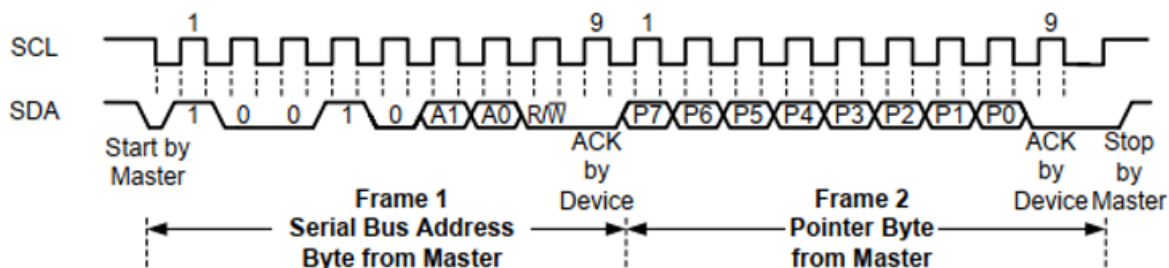 1 9 1 9
SCL
SDA 1 0 0 1 0 A1 A0 R/W̅ P7 P6 P5 P4 P3 P2 P1 P0
Start by
Master
ACK
by
Device
ACK
by
Device
Stop
by
Master
Frame 1
Serial Bus Address
Byte from Master
Frame 2
Pointer Byte
from Master